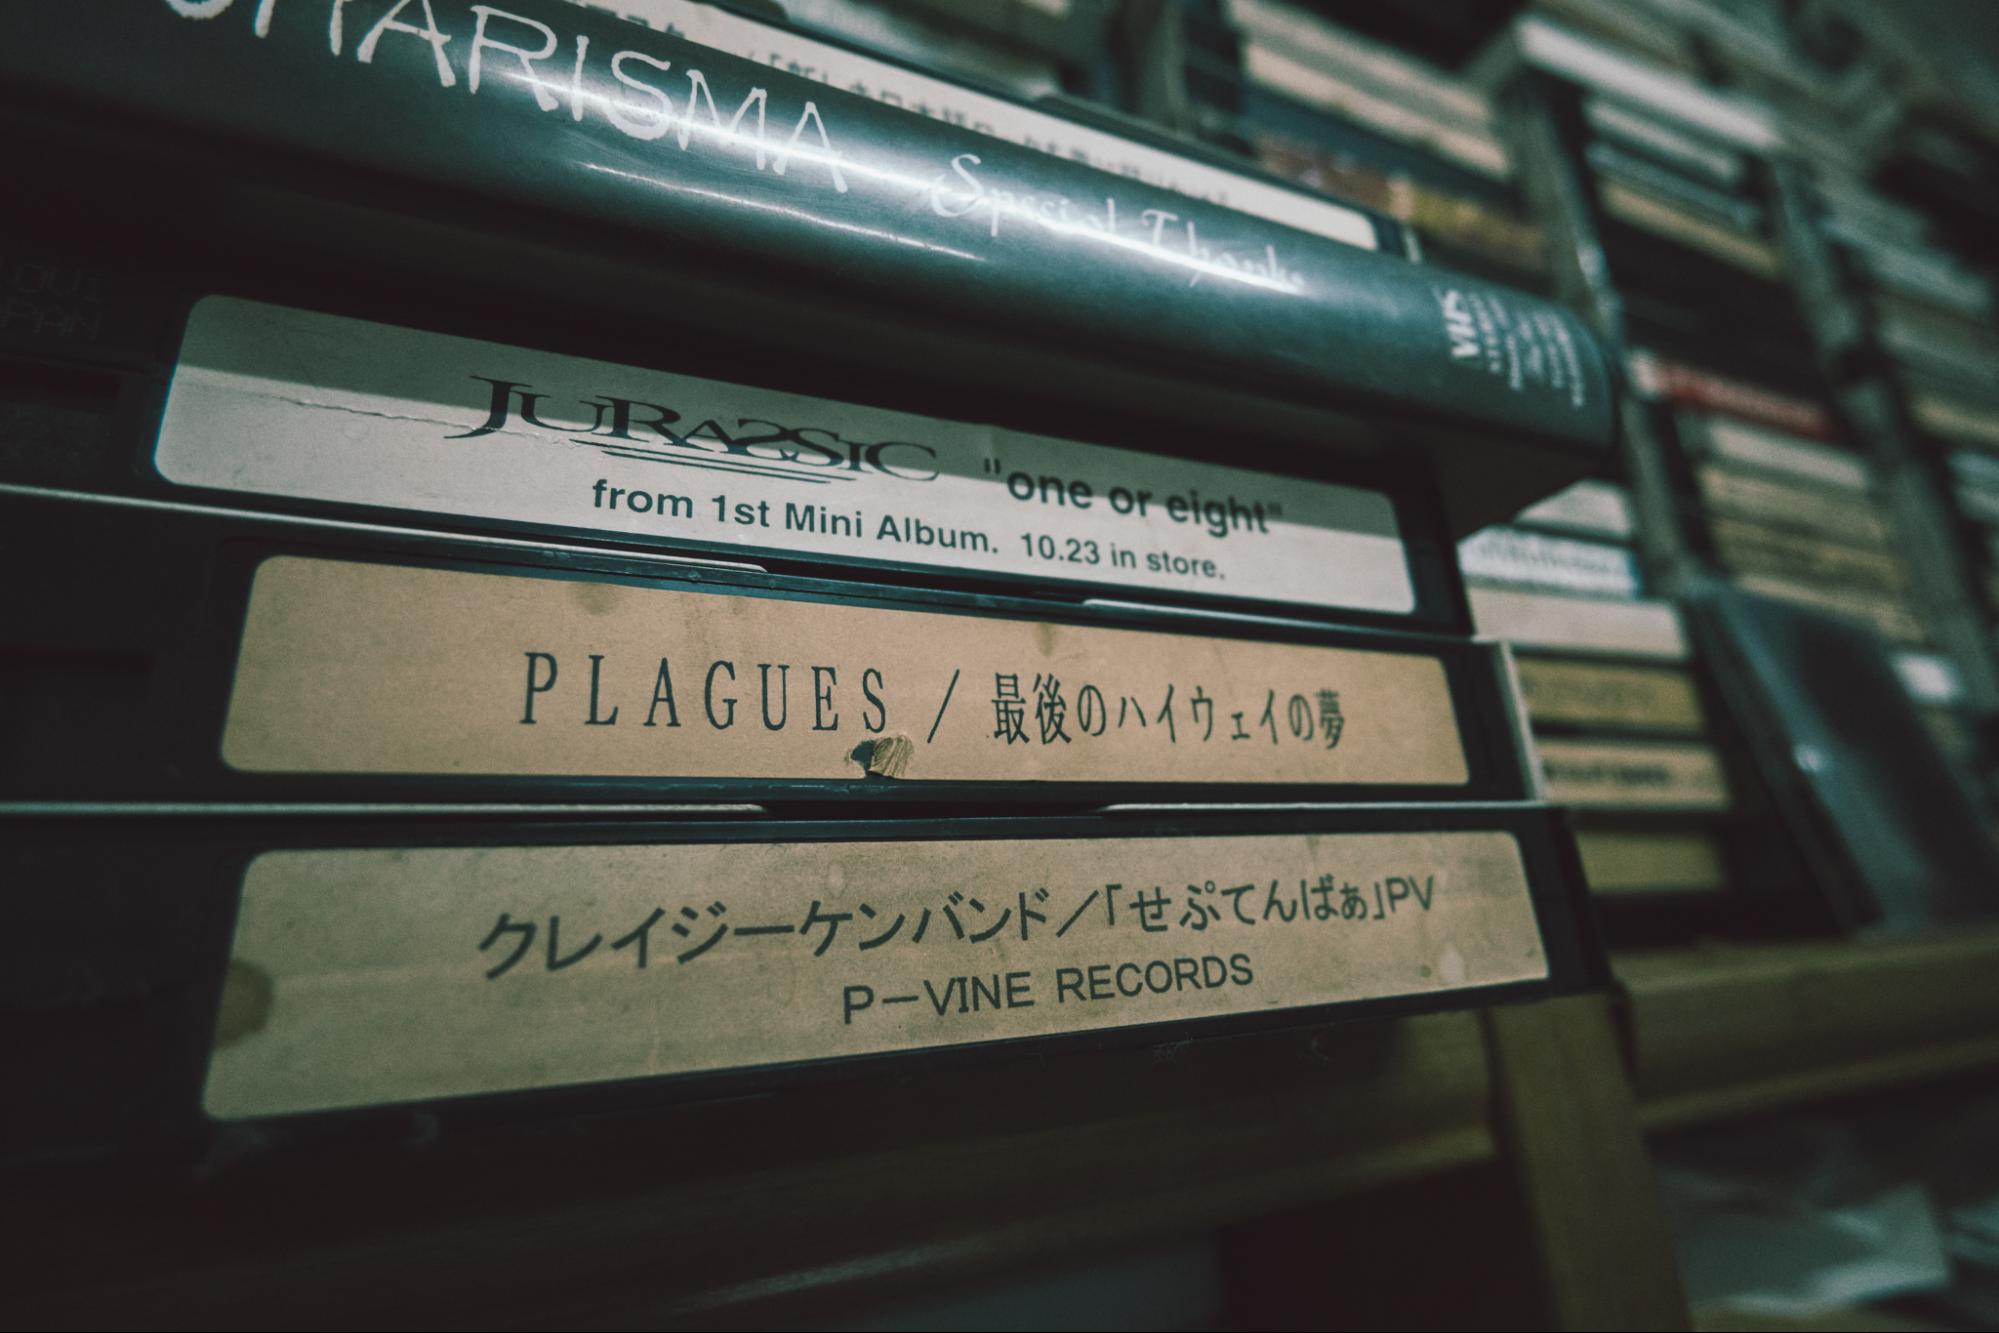 CHARISMA Special Thanks
VHS
JURASSIC "one or eight"
from 1st Mini Album. 10.23 in store.
PLAGUES / 最後のハイウェイの夢
クレイジーケンバンド／「せぷてんばぁ」PV
P－VINE RECORDS